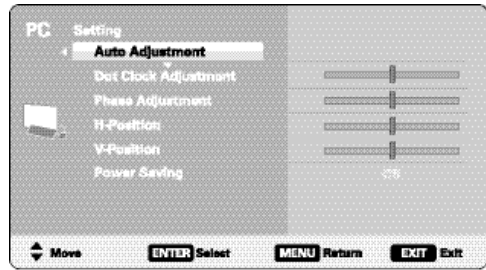 PC Setting
Auto Adjustment
Dot Clock Adjustment
Phase Adjustment
H-Position
V-Position
Power Saving
Move ENTER Select MENU Return EXIT Exit